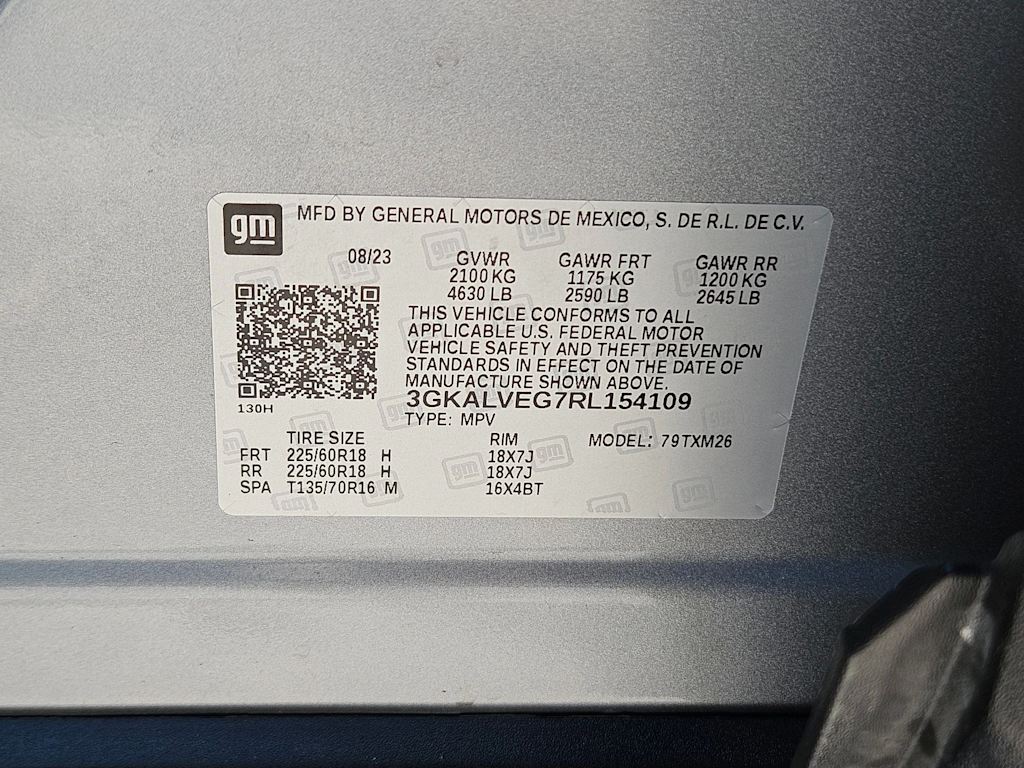 gm MFD BY GENERAL MOTORS DE MEXICO, S. DE R.L. DE C.V.
08/23 GVWR GAWR FRT GAWR RR
2100 KG 1175 KG 1200 KG
4630 LB 2590 LB 2645 LB
THIS VEHICLE CONFORMS TO ALL
APPLICABLE U.S. FEDERAL MOTOR
VEHICLE SAFETY AND THEFT PREVENTION
STANDARDS IN EFFECT ON THE DATE OF
MANUFACTURE SHOWN ABOVE.
130H 3GKALVEG7RL154109
TYPE: MPV
TIRE SIZE RIM MODEL: 79TXM26
FRT 225/60R18 H 18X7J
RR 225/60R18 H 18X7J
SPA T135/70R16 M 16X4BT